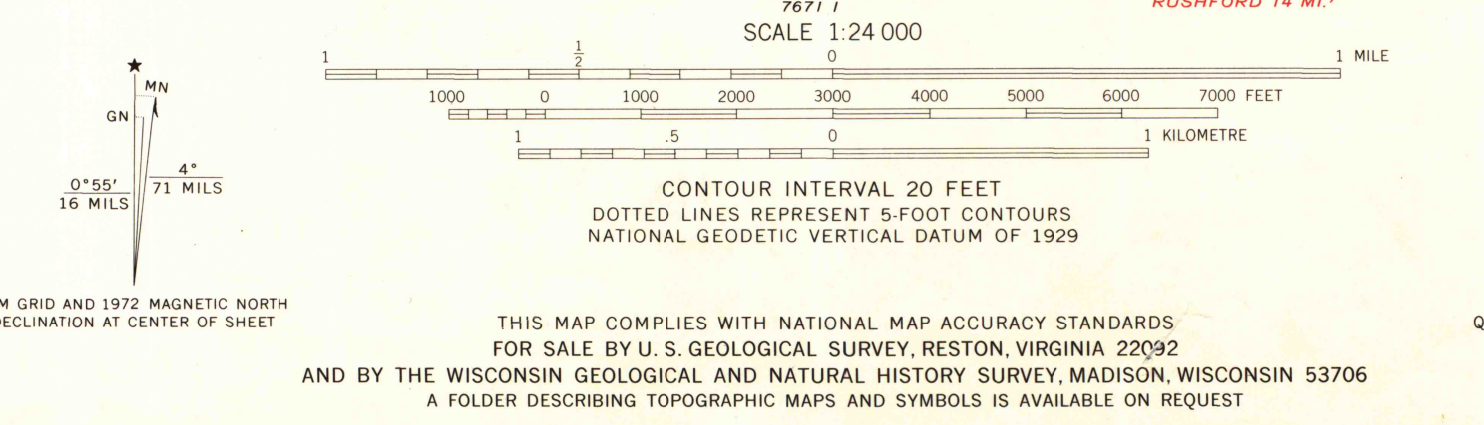 7671 I
RUSHFORD 14 MI.
SCALE 1:24 000
1 1/2 0 1 MILE
1000 0 1000 2000 3000 4000 5000 6000 7000 FEET
1 .5 0 1 KILOMETRE
★
MN
GN
4°
71 MILS
0°55′
16 MILS
CONTOUR INTERVAL 20 FEET
DOTTED LINES REPRESENT 5-FOOT CONTOURS
NATIONAL GEODETIC VERTICAL DATUM OF 1929
M GRID AND 1972 MAGNETIC NORTH
DECLINATION AT CENTER OF SHEET
THIS MAP COMPLIES WITH NATIONAL MAP ACCURACY STANDARDS
FOR SALE BY U. S. GEOLOGICAL SURVEY, RESTON, VIRGINIA 22092
AND BY THE WISCONSIN GEOLOGICAL AND NATURAL HISTORY SURVEY, MADISON, WISCONSIN 53706
A FOLDER DESCRIBING TOPOGRAPHIC MAPS AND SYMBOLS IS AVAILABLE ON REQUEST